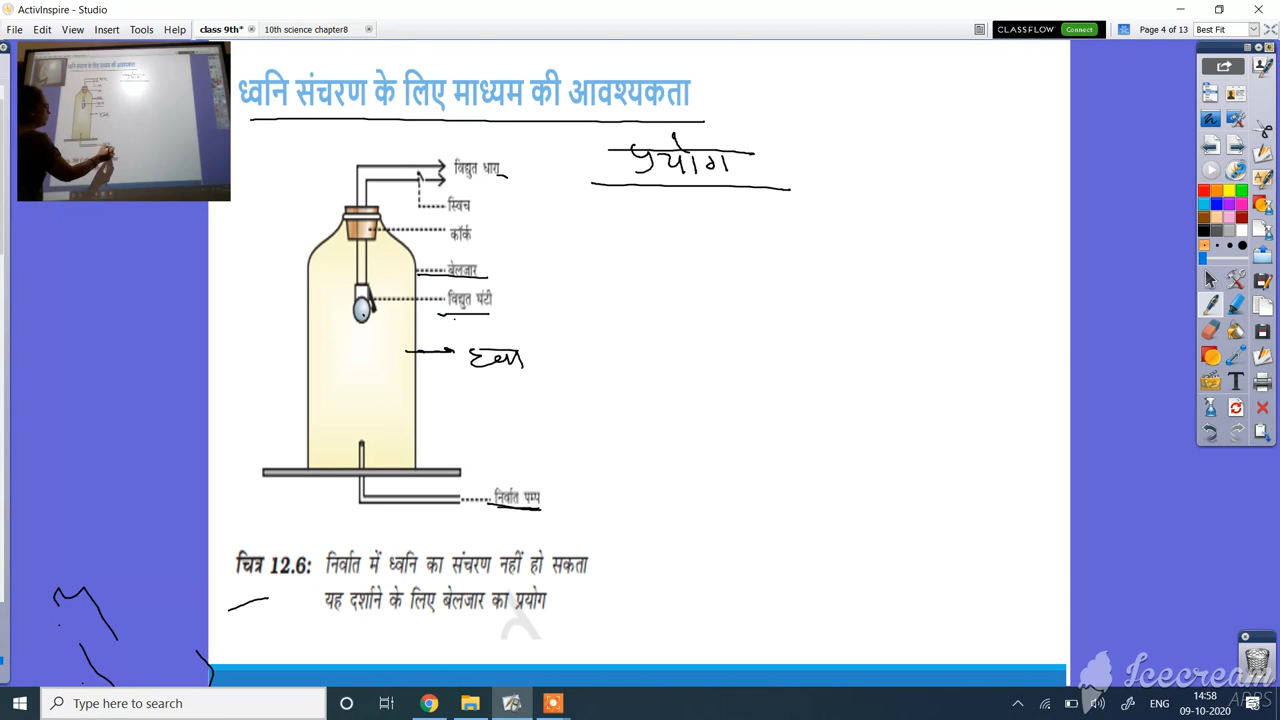 ActivInspire - Studio
File Edit View Insert Tools Help class 9th* 10th science chapter8 CLASSFLOW Connect Page 4 of 13 Best Fit
ध्वनि संचरण के लिए माध्यम की आवश्यकता
प्रयोग
विद्युत धारा
स्विच
कॉर्क
बेलजार
विद्युत घंटी
हवा
निर्वात पम्प
चित्र 12.6: निर्वात में ध्वनि का संचरण नहीं हो सकता
यह दर्शाने के लिए बेलजार का प्रयोग
Icecream
APPS
Type here to search
ENG
14:58
09-10-2020